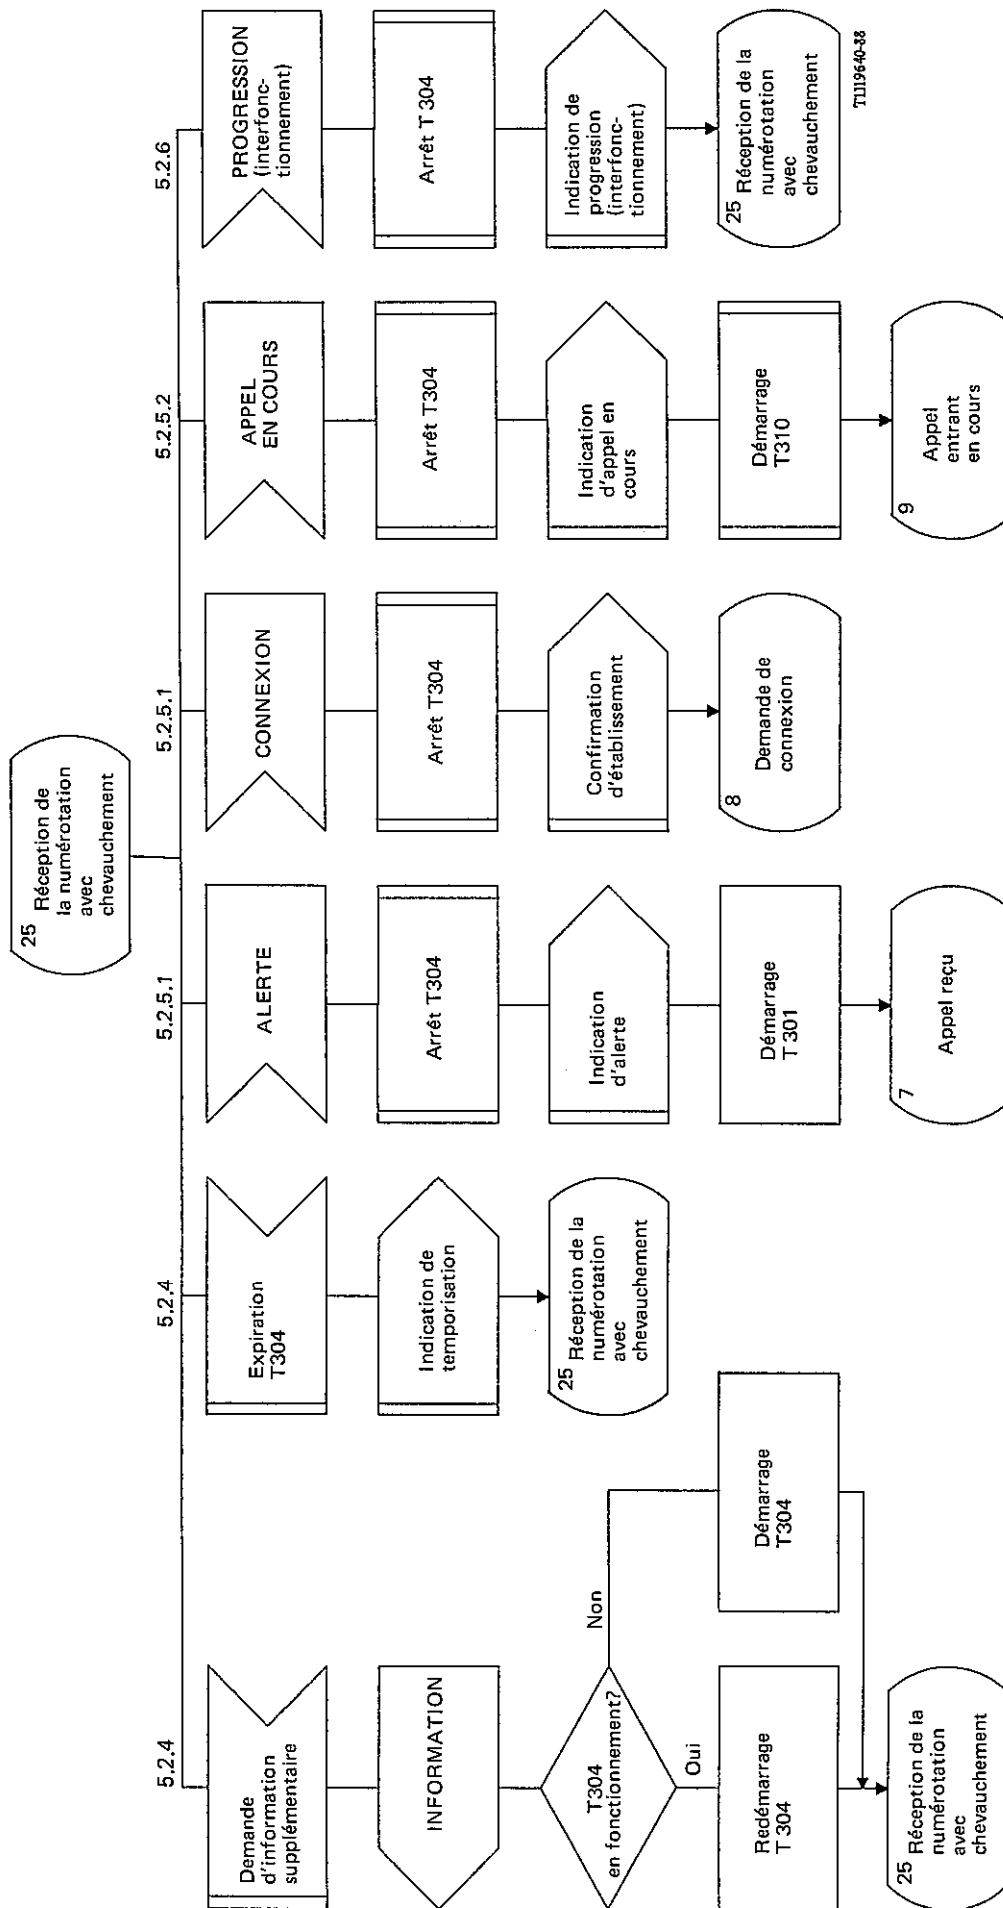 25 Réception de
la numérotation
avec
chevauchement
5.2.4
Demande
d'information
supplémentaire
INFORMATION
T304
en fonctionnement?
Non
Oui
Redémarrage
T 304
Démarrage
T304
25 Réception de la
numérotation
avec
chevauchement
5.2.4
Expiration
T304
Indication de
temporisation
25 Réception de la
numérotation
avec
chevauchement
5.2.5.1
ALERTE
Arrêt T304
Indication
d'alerte
Démarrage
T 301
7
Appel reçu
5.2.5.1
CONNEXION
Arrêt T304
Confirmation
d'établissement
8
Demande de
connexion
5.2.5.2
APPEL
EN COURS
Arrêt T304
Indication
d'appel en
cours
Démarrage
T310
9
Appel
entrant
en cours
5.2.6
PROGRESSION
(interfonc-
tionnement)
Arrêt T 304
Indication de
progression
(interfonc-
tionnement)
25 Réception de la
numérotation
avec
chevauchement
T1119640-88